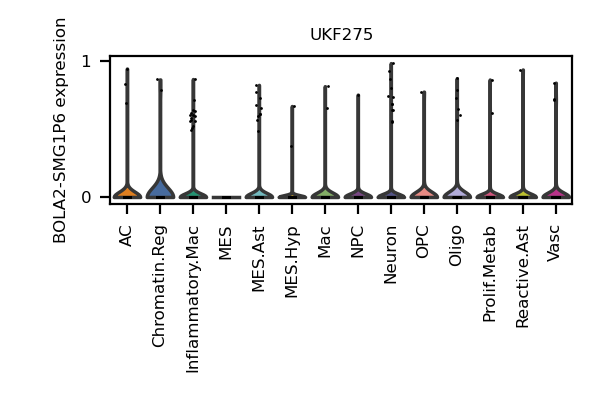 UKF275
BOLA2-SMG1P6 expression
1
0
AC
Chromatin.Reg
Inflammatory.Mac
MES
MES.Ast
MES.Hyp
Mac
NPC
Neuron
OPC
Oligo
Prolif.Metab
Reactive.Ast
Vasc